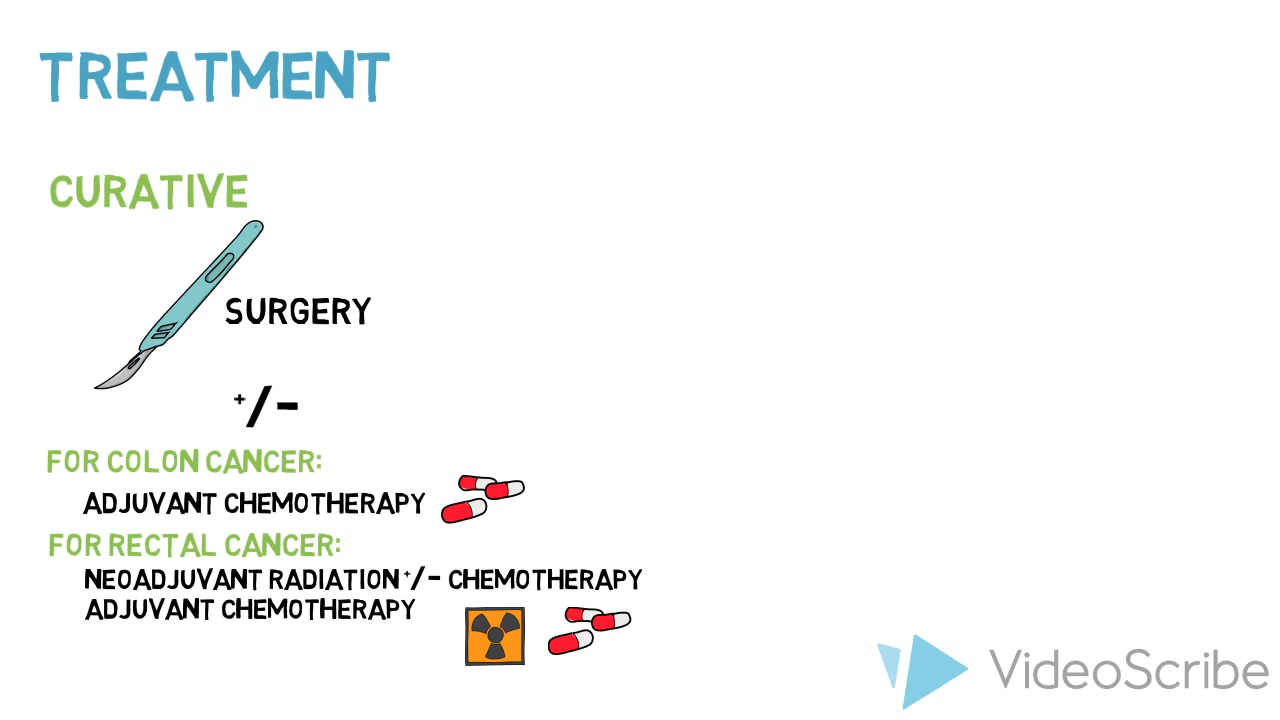 TREATMENT
CURATIVE
SURGERY
+/-
FOR COLON CANCER:
ADJUVANT CHEMOTHERAPY
FOR RECTAL CANCER:
NEOADJUVANT RADIATION +/- CHEMOTHERAPY
ADJUVANT CHEMOTHERAPY
VideoScribe